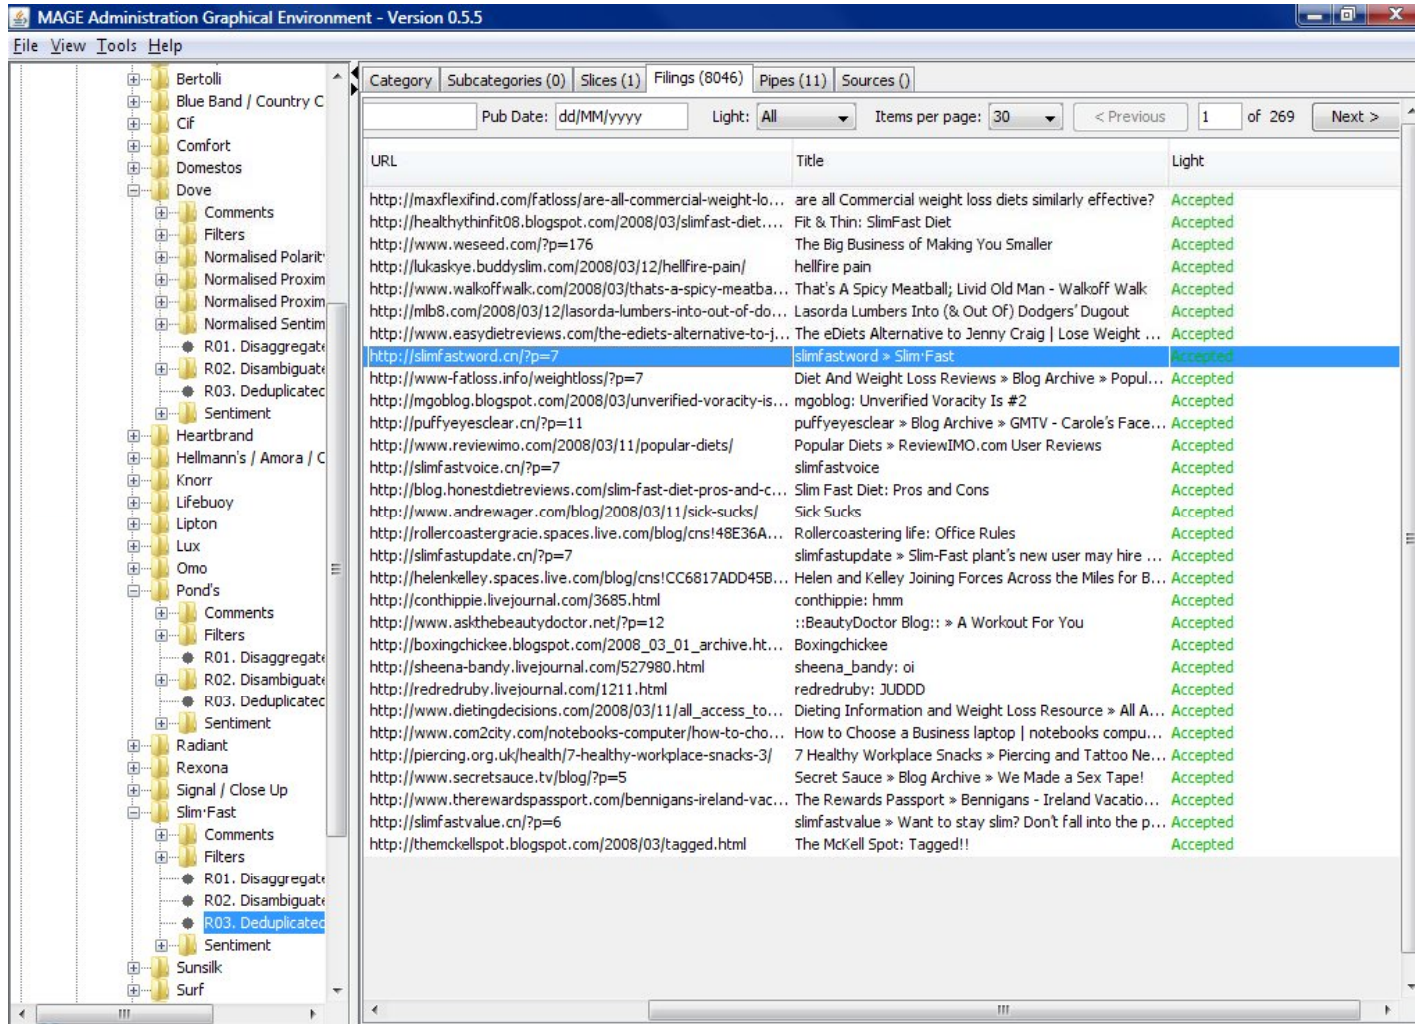 MAGE Administration Graphical Environment - Version 0.5.5
File View Tools Help
Bertolli
Blue Band / Country C
Cif
Comfort
Domestos
Dove
Comments
Filters
Normalised Polarit
Normalised Proxim
Normalised Proxim
Normalised Sentim
R01. Disaggregate
R02. Disambiguate
R03. Deduplicated
Sentiment
Heartbrand
Hellmann's / Amora / C
Knorr
Lifebuoy
Lipton
Lux
Omo
Pond's
Comments
Filters
R01. Disaggregate
R02. Disambiguate
R03. Deduplicated
Sentiment
Radiant
Rexona
Signal / Close Up
Slim·Fast
Comments
Filters
R01. Disaggregate
R02. Disambiguate
R03. Deduplicated
Sentiment
Sunsilk
Surf
Category Subcategories (0) Slices (1) Filings (8046) Pipes (11) Sources ()
Pub Date: dd/MM/yyyy Light: All Items per page: 30 < Previous 1 of 269 Next >
URL Title Light
http://maxflexifind.com/fatloss/are-all-commercial-weight-lo... are all Commercial weight loss diets similarly effective? Accepted
http://healthythinfit08.blogspot.com/2008/03/slimfast-diet.... Fit & Thin: SlimFast Diet Accepted
http://www.weseed.com/?p=176 The Big Business of Making You Smaller Accepted
http://lukaskye.buddyslim.com/2008/03/12/hellfire-pain/ hellfire pain Accepted
http://www.walkoffwalk.com/2008/03/thats-a-spicy-meatba... That's A Spicy Meatball; Livid Old Man - Walkoff Walk Accepted
http://mlb8.com/2008/03/12/lasorda-lumbers-into-out-of-do... Lasorda Lumbers Into (& Out Of) Dodgers' Dugout Accepted
http://www.easydietreviews.com/the-ediets-alternative-to-j... The eDiets Alternative to Jenny Craig | Lose Weight ... Accepted
http://slimfastword.cn/?p=7 slimfastword » Slim·Fast Accepted
http://www-fatloss.info/weightloss/?p=7 Diet And Weight Loss Reviews » Blog Archive » Popul... Accepted
http://mgoblog.blogspot.com/2008/03/unverified-voracity-is... mgoblog: Unverified Voracity Is #2 Accepted
http://puffyeyesclear.cn/?p=11 puffyeyesclear » Blog Archive » GMTV - Carole's Face... Accepted
http://www.reviewimo.com/2008/03/11/popular-diets/ Popular Diets » ReviewIMO.com User Reviews Accepted
http://slimfastvoice.cn/?p=7 slimfastvoice Accepted
http://blog.honestdietreviews.com/slim-fast-diet-pros-and-c... Slim Fast Diet: Pros and Cons Accepted
http://www.andrewager.com/blog/2008/03/11/sick-sucks/ Sick Sucks Accepted
http://rollercoastergracie.spaces.live.com/blog/cns!48E36A... Rollercoastering life: Office Rules Accepted
http://slimfastupdate.cn/?p=7 slimfastupdate » Slim-Fast plant's new user may hire ... Accepted
http://helenkelley.spaces.live.com/blog/cns!CC6817ADD45B... Helen and Kelley Joining Forces Across the Miles for B... Accepted
http://conthippie.livejournal.com/3685.html conthippie: hmm Accepted
http://www.askthebeautydoctor.net/?p=12 ::BeautyDoctor Blog:: » A Workout For You Accepted
http://boxingchickee.blogspot.com/2008_03_01_archive.ht... Boxingchickee Accepted
http://sheena-bandy.livejournal.com/527980.html sheena_bandy: oi Accepted
http://redredruby.livejournal.com/1211.html redredruby: JUDDD Accepted
http://www.dietingdecisions.com/2008/03/11/all_access_to... Dieting Information and Weight Loss Resource » All A... Accepted
http://www.com2city.com/notebooks-computer/how-to-cho... How to Choose a Business laptop | notebooks compu... Accepted
http://piercing.org.uk/health/7-healthy-workplace-snacks-3/ 7 Healthy Workplace Snacks » Piercing and Tattoo Ne... Accepted
http://www.secretsauce.tv/blog/?p=5 Secret Sauce » Blog Archive » We Made a Sex Tape! Accepted
http://www.therewardspassport.com/bennigans-ireland-vac... The Rewards Passport » Bennigans - Ireland Vacatio... Accepted
http://slimfastvalue.cn/?p=6 slimfastvalue » Want to stay slim? Don't fall into the p... Accepted
http://themckellspot.blogspot.com/2008/03/tagged.html The McKell Spot: Tagged!! Accepted